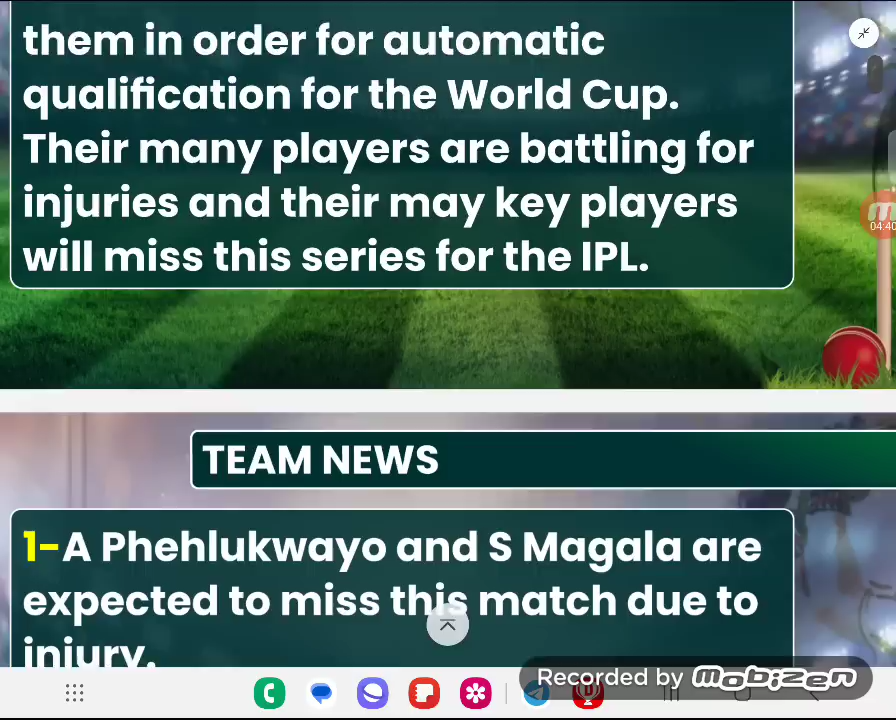 them in order for automatic
qualification for the World Cup.
Their many players are battling for
injuries and their may key players
will miss this series for the IPL.
04:40
TEAM NEWS
1-A Phehlukwayo and S Magala are
expected to miss this match due to
injury.
Recorded by mobizen